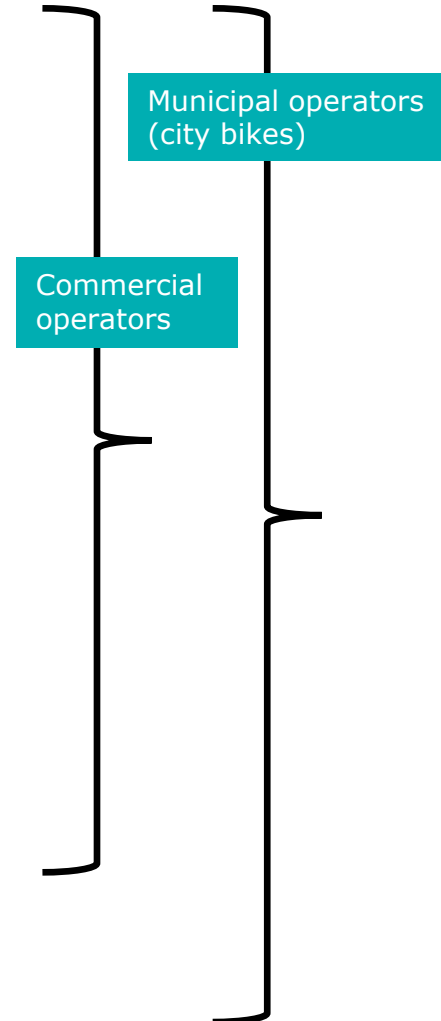 Municipal operators
(city bikes)
Commercial
operators